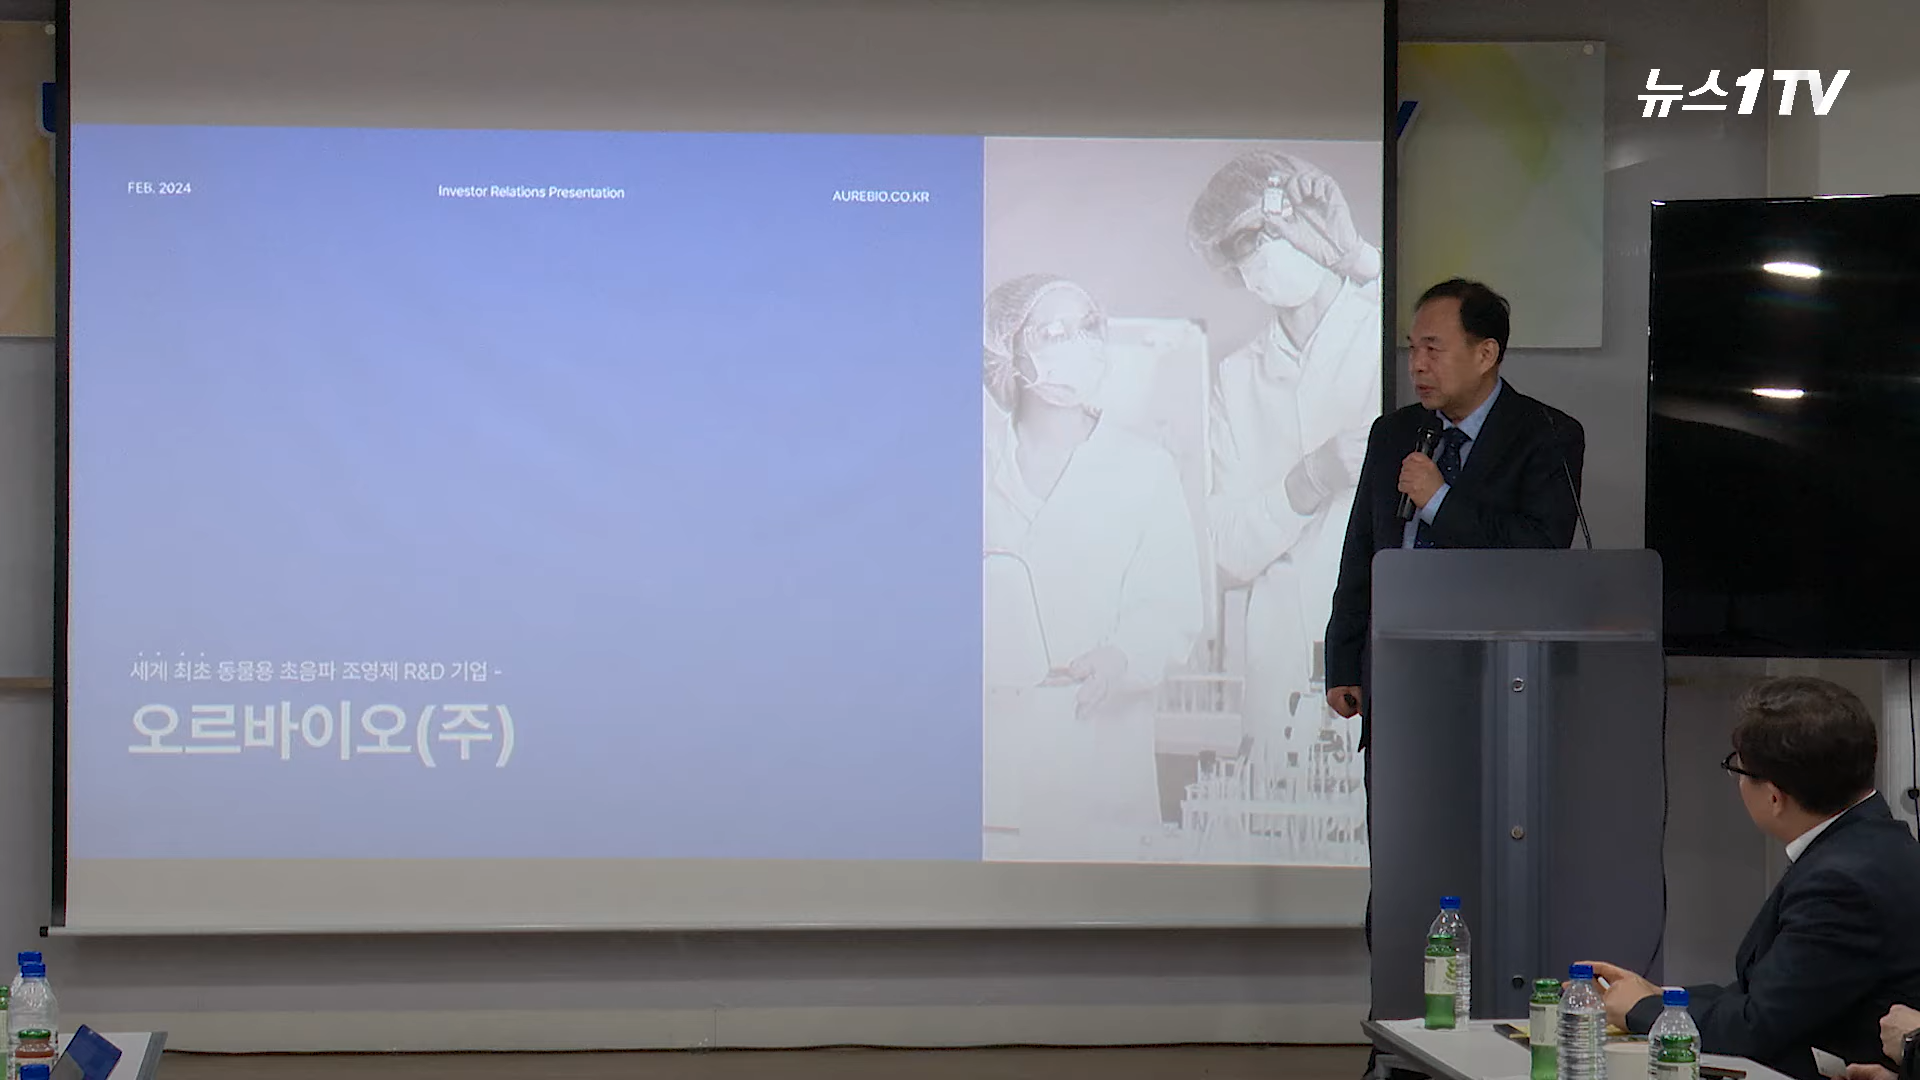 뉴스1TV
FEB. 2024
Investor Relations Presentation
AUREBIO.CO.KR
세계 최초 동물용 초음파 조영제 R&D 기업 -
오르바이오(주)